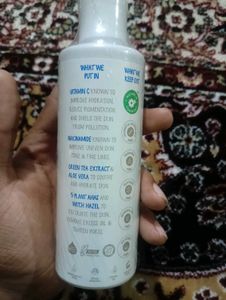 WHAT WE
PUT IN
WHAT WE
KEEP OUT
VITAMIN C KNOWN TO
IMPROVE HYDRATION,
REDUCE PIGMENTATION
AND SHIELD THE SKIN
FROM POLLUTION.
NIACINAMIDE KNOWN TO
IMPROVE UNEVEN SKIN
TONE & FINE LINES.
GREEN TEA EXTRACT &
ALOE VERA TO SOOTHE
AND HYDRATE SKIN.
5 PLANT AHAS AND
WITCH HAZEL TO
EXFOLIATE THE SKIN,
REMOVE EXCESS OIL &
TIGHTEN PORES.